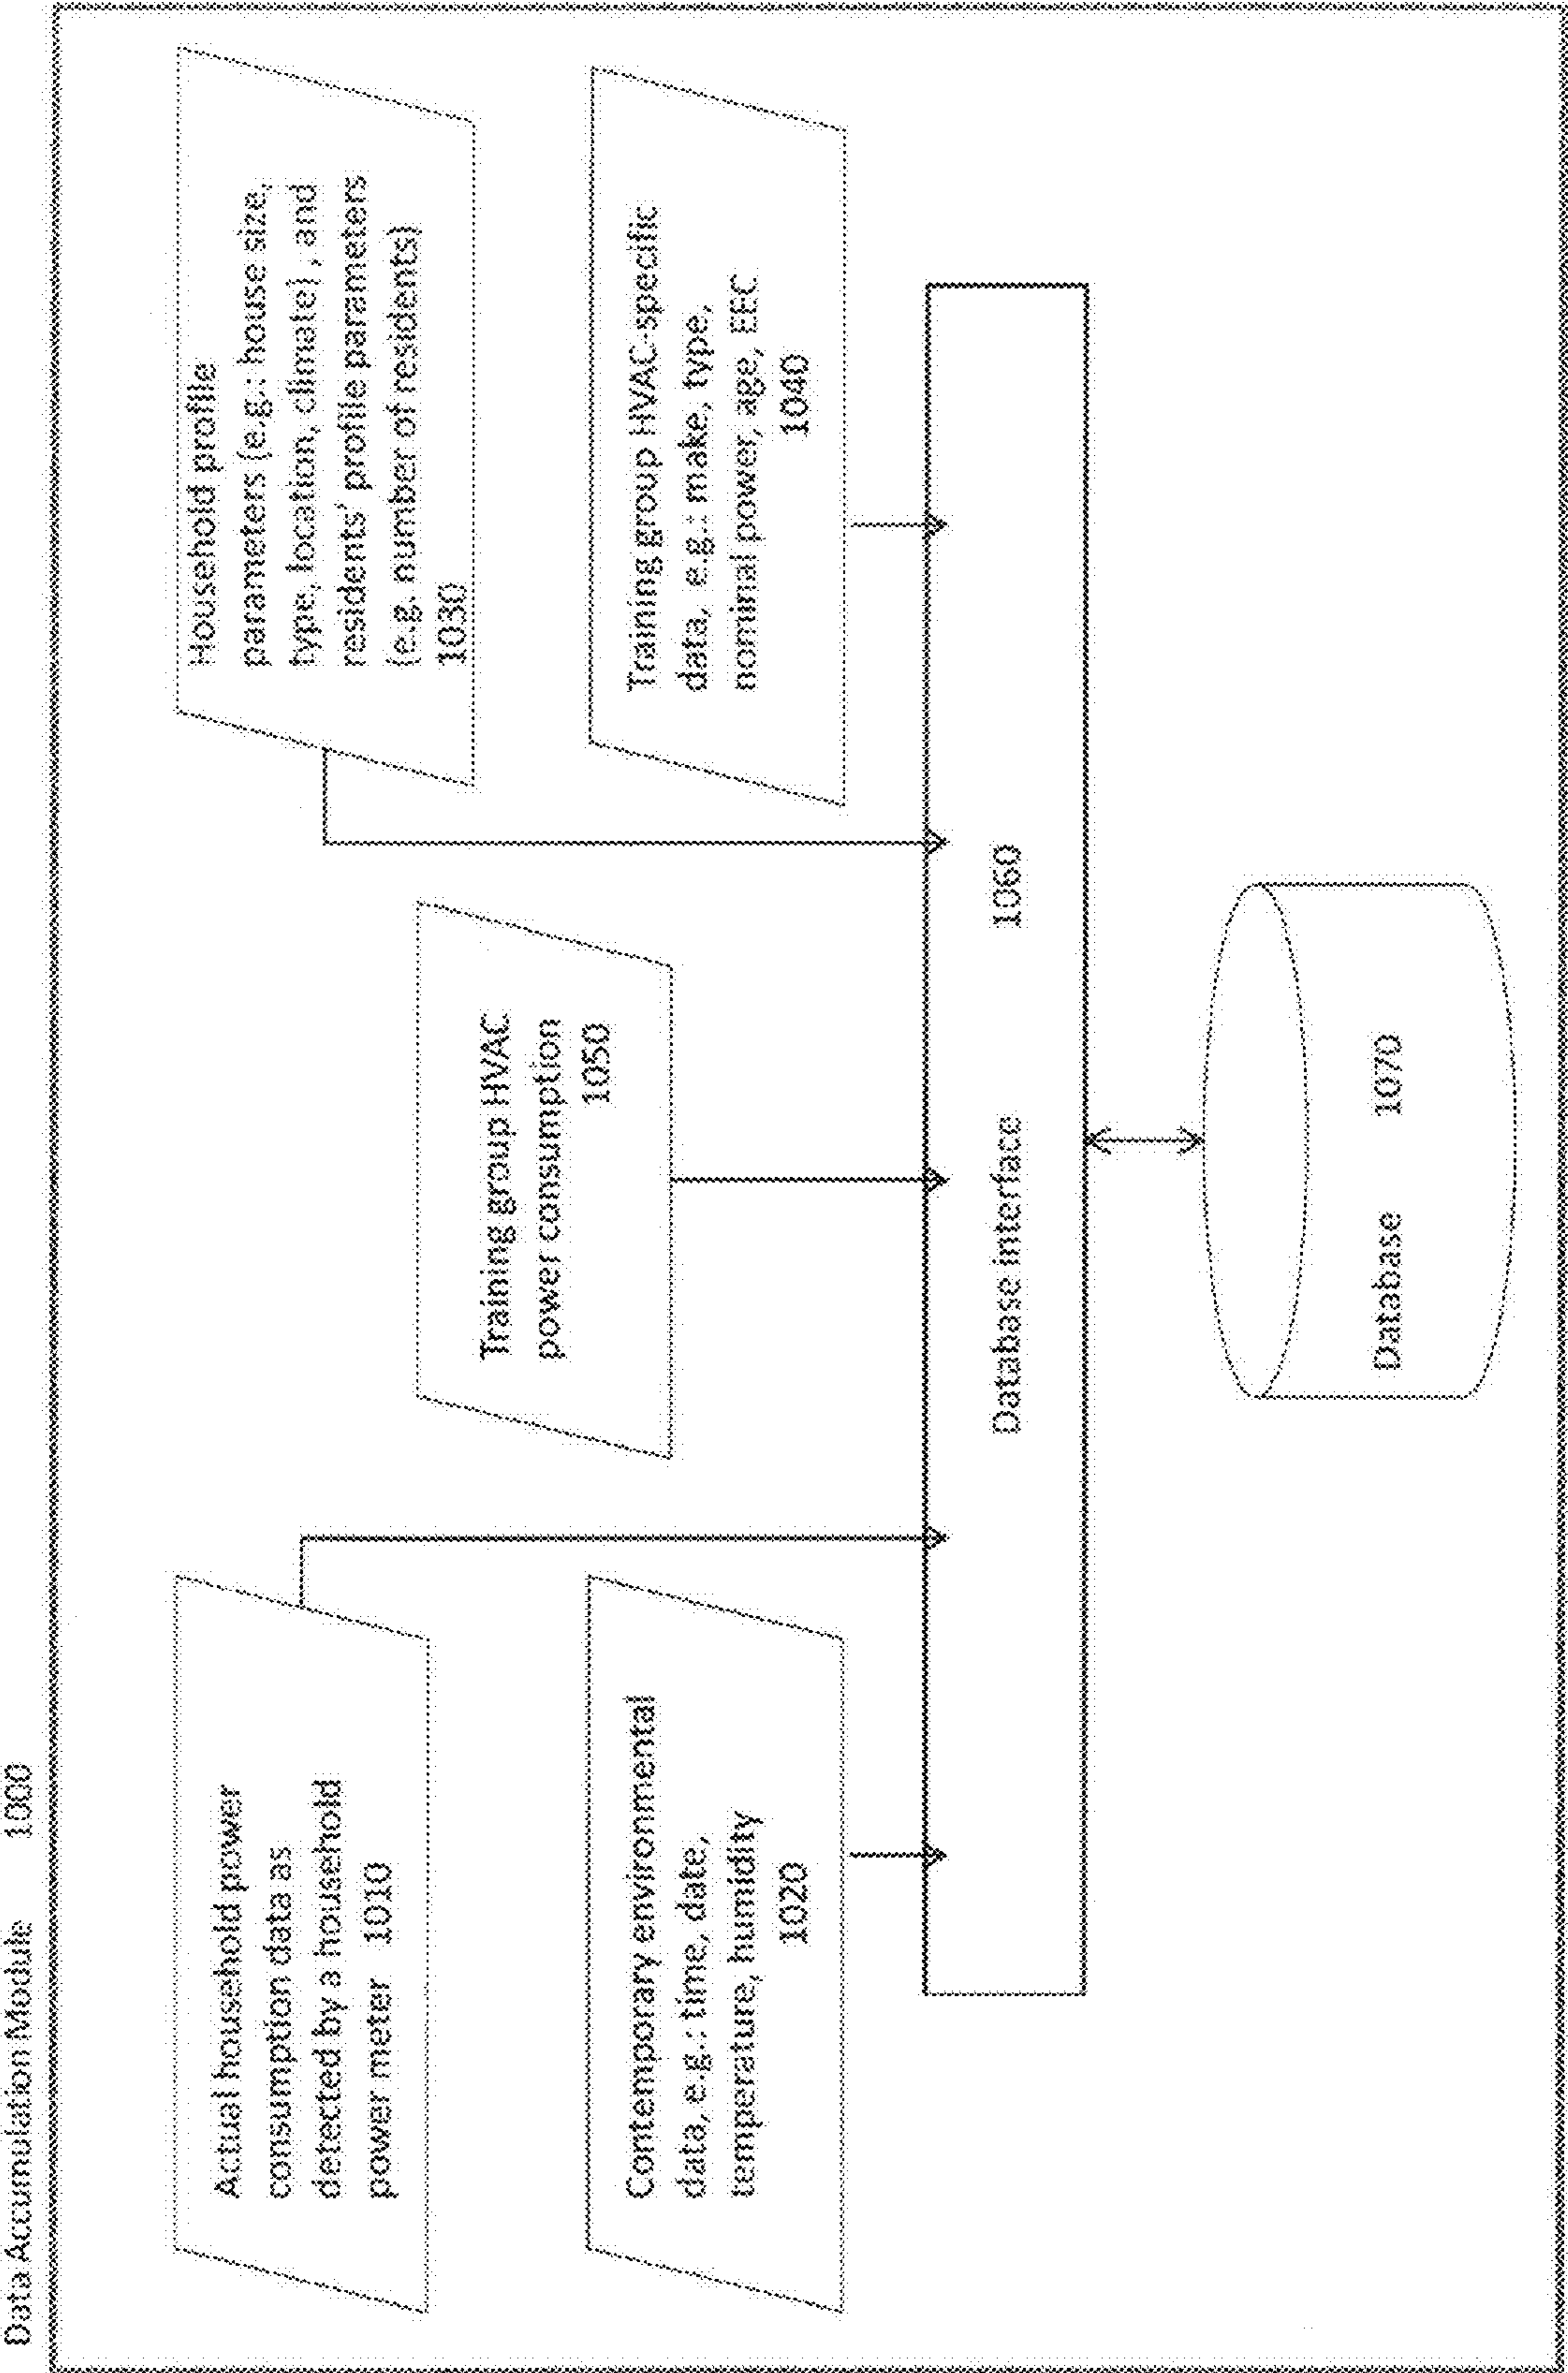 Data Accumulation Module 1000
Actual household power
consumption data as
detected by a household
power meter 1010
Contemporary environmental
data, e.g.: time, date,
temperature, humidity
1020
Training group HVAC
power consumption
1050
Household profile
parameters (e.g.: house size,
type, location, climate) , and
residents' profile parameters
(e.g. number of residents)
1030
Training group HVAC-specific
data, e.g.: make, type,
nominal power, age, EEC
1040
Database interface 1060
Database 1070